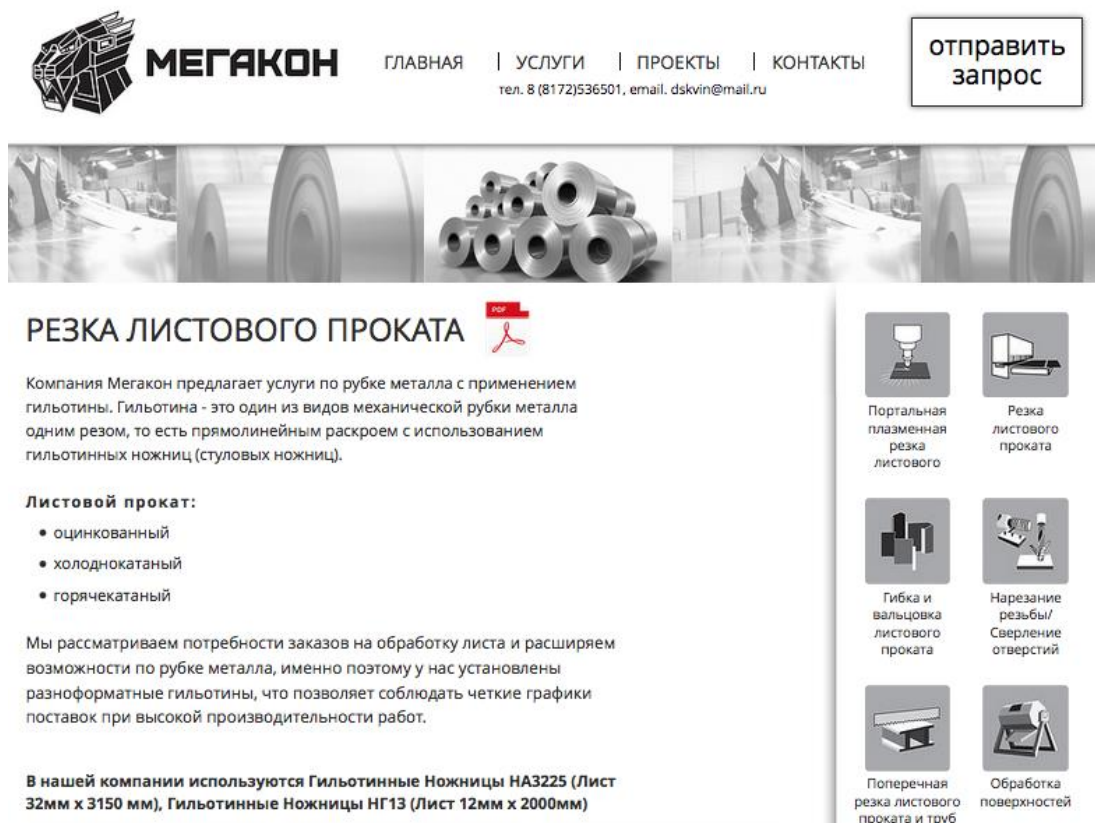 МЕГАКОН
ГЛАВНАЯ | УСЛУГИ | ПРОЕКТЫ | КОНТАКТЫ
тел. 8 (8172)536501, email. dskvin@mail.ru
отправить
запрос
РЕЗКА ЛИСТОВОГО ПРОКАТА
PDF
Компания Мегакон предлагает услуги по рубке металла с применением
гильотины. Гильотина - это один из видов механической рубки металла
одним резом, то есть прямолинейным раскроем с использованием
гильотинных ножниц (стуловых ножниц).
Листовой прокат:
• оцинкованный
• холоднокатаный
• горячекатаный
Мы рассматриваем потребности заказов на обработку листа и расширяем
возможности по рубке металла, именно поэтому у нас установлены
разноформатные гильотины, что позволяет соблюдать четкие графики
поставок при высокой производительности работ.
В нашей компании используются Гильотинные Ножницы НА3225 (Лист
32мм х 3150 мм), Гильотинные Ножницы НГ13 (Лист 12мм х 2000мм)
Портальная
плазменная
резка
листового
Резка
листового
проката
Гибка и
вальцовка
листового
проката
Нарезание
резьбы/
Сверление
отверстий
Поперечная
резка листового
проката и труб
Обработка
поверхностей